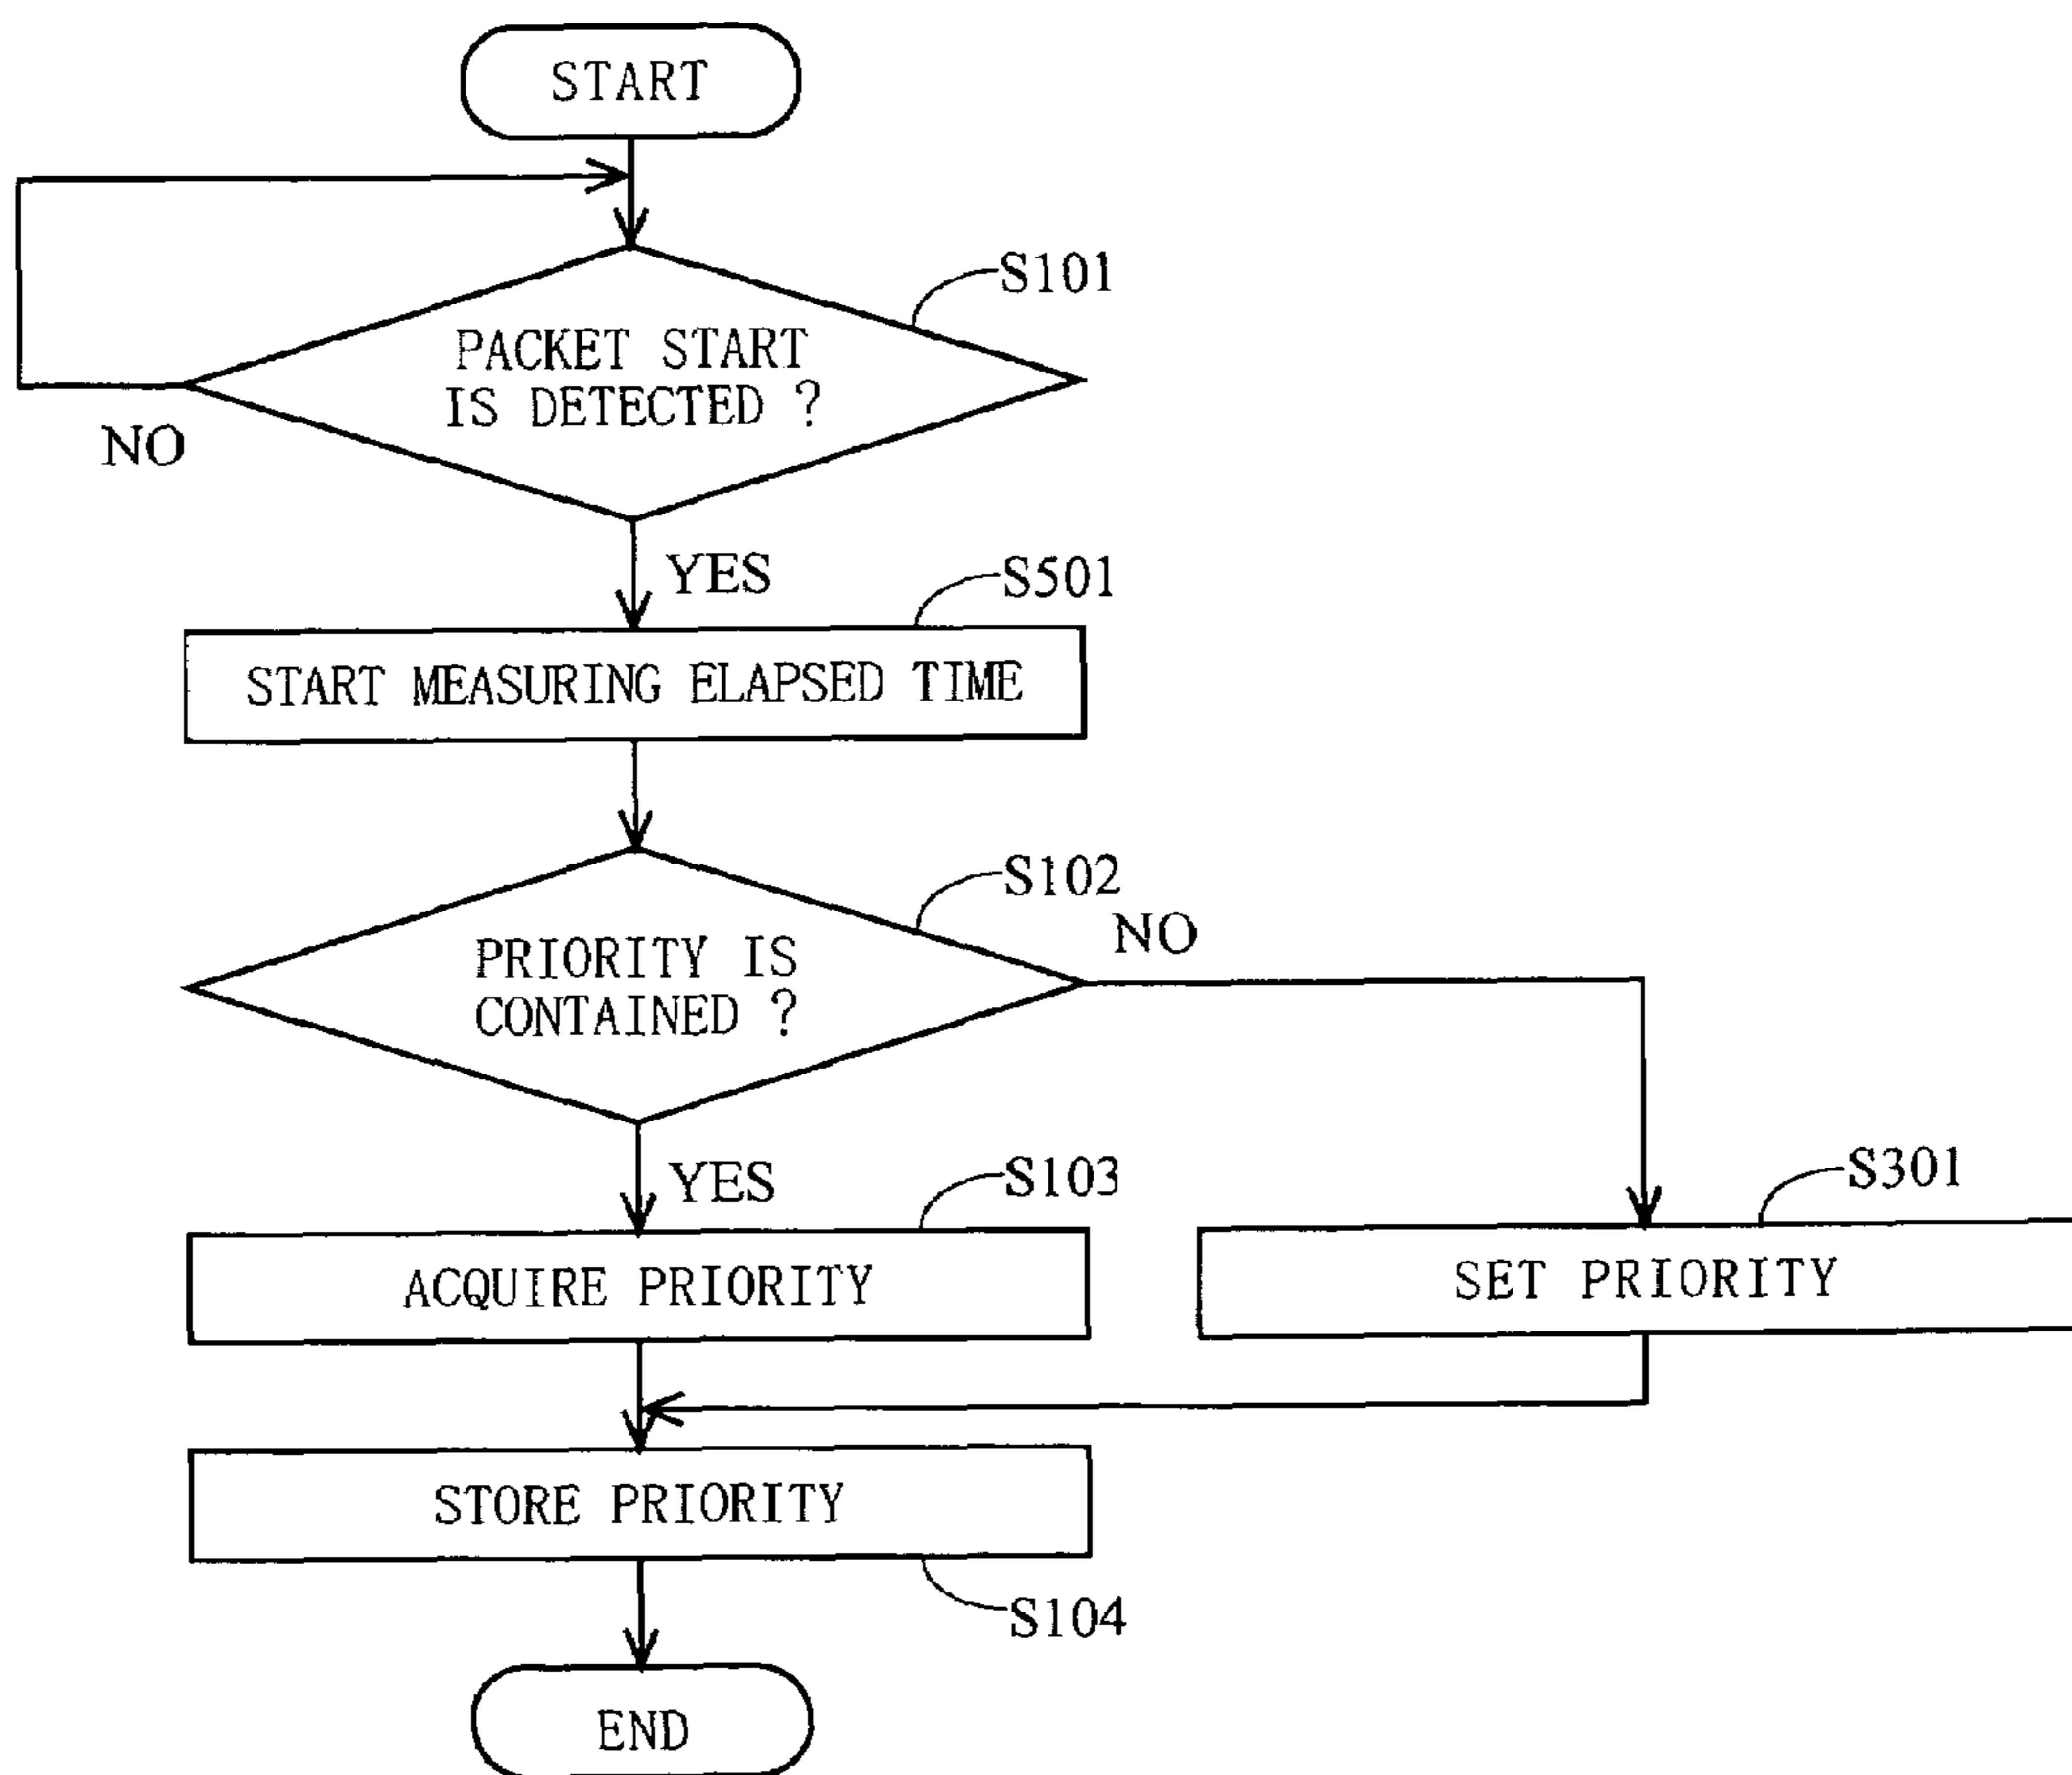 START
S101
PACKET START
IS DETECTED ?
NO
YES
S501
START MEASURING ELAPSED TIME
S102
NO
PRIORITY IS
CONTAINED ?
YES
S103
S301
ACQUIRE PRIORITY
SET PRIORITY
STORE PRIORITY
S104
END